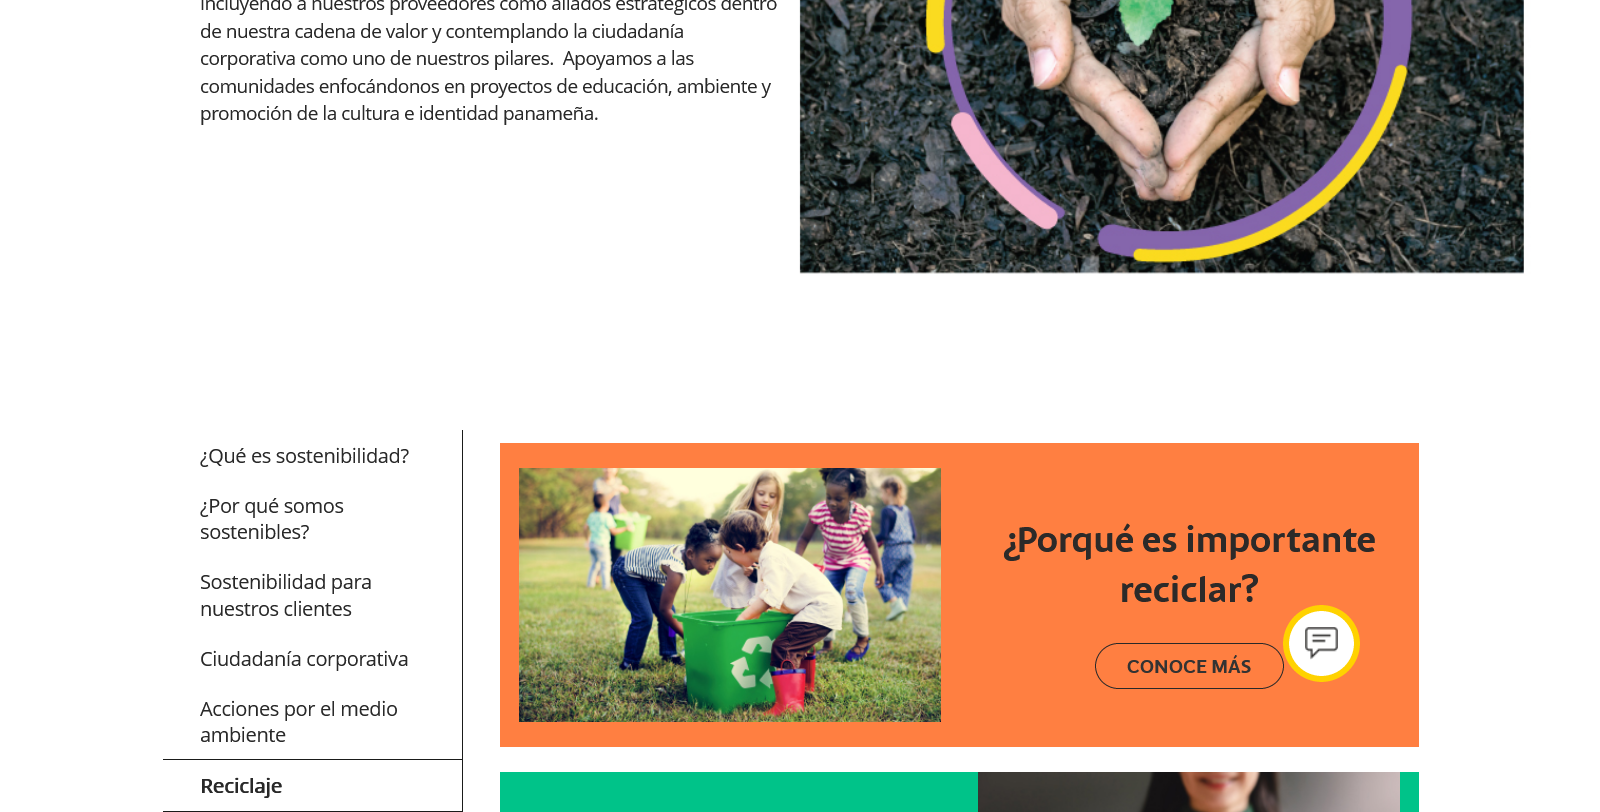 incluyendo a nuestros proveedores como aliados estratégicos dentro
de nuestra cadena de valor y contemplando la ciudadanía
corporativa como uno de nuestros pilares.  Apoyamos a las
comunidades enfocándonos en proyectos de educación, ambiente y
promoción de la cultura e identidad panameña.
¿Qué es sostenibilidad?
¿Por qué somos
sostenibles?
Sostenibilidad para
nuestros clientes
Ciudadanía corporativa
Acciones por el medio
ambiente
Reciclaje
¿Porqué es importante
reciclar?
CONOCE MÁS